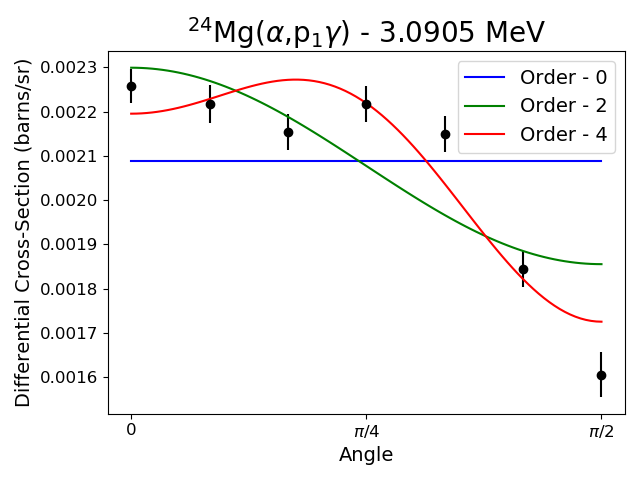 ²⁴Mg(α,p₁γ) - 3.0905 MeV
Order - 0
Order - 2
Order - 4
Differential Cross-Section (barns/sr)
0.0023
0.0022
0.0021
0.0020
0.0019
0.0018
0.0017
0.0016
0
π/4
π/2
Angle